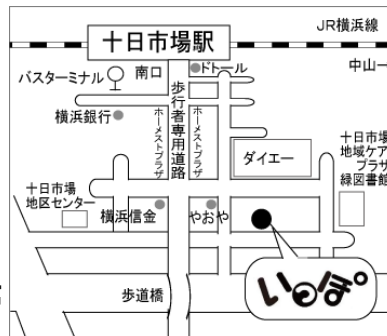 JR横浜線
十日市場駅
中山一
バスターミナル
南口
ドトール
横浜銀行
歩行者専用道路
ホーメストプラザ
ホーメストプラザ
ダイエー
十日市場
地域ケア
プラザ
緑図書館
十日市場
地区センター
横浜信金
やおや
歩道橋
いっぽ